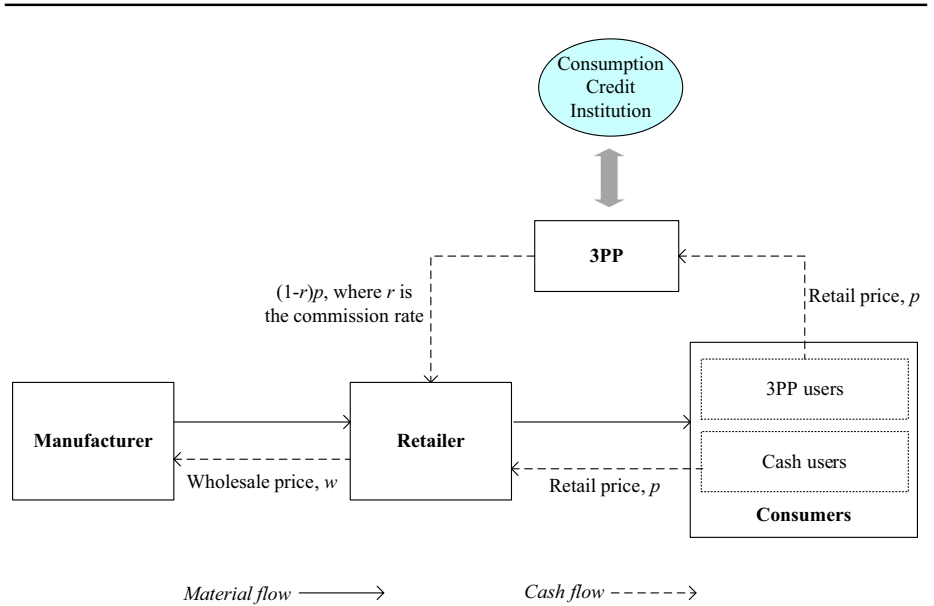 Consumption
Credit
Institution
3PP
(1-r)p, where r is
the commission rate
Retail price, p
3PP users
Manufacturer
Retailer
Cash users
Wholesale price, w
Retail price, p
Consumers
Material flow
Cash flow